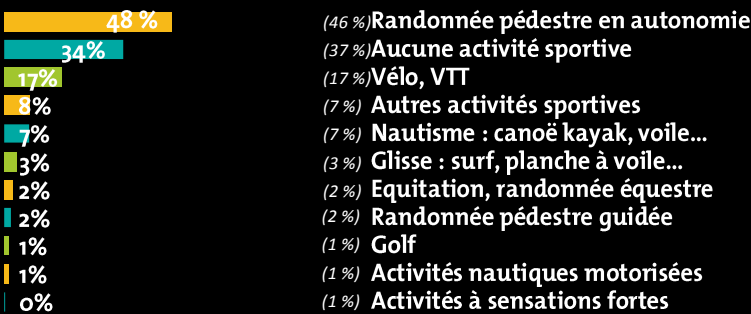 48 % (46 %) Randonnée pédestre en autonomie
34% (37 %) Aucune activité sportive
17% (17 %) Vélo, VTT
8% (7 %) Autres activités sportives
7% (7 %) Nautisme : canoë kayak, voile...
3% (3 %) Glisse : surf, planche à voile...
2% (2 %) Equitation, randonnée équestre
2% (2 %) Randonnée pédestre guidée
1% (1 %) Golf
1% (1 %) Activités nautiques motorisées
0% (1 %) Activités à sensations fortes